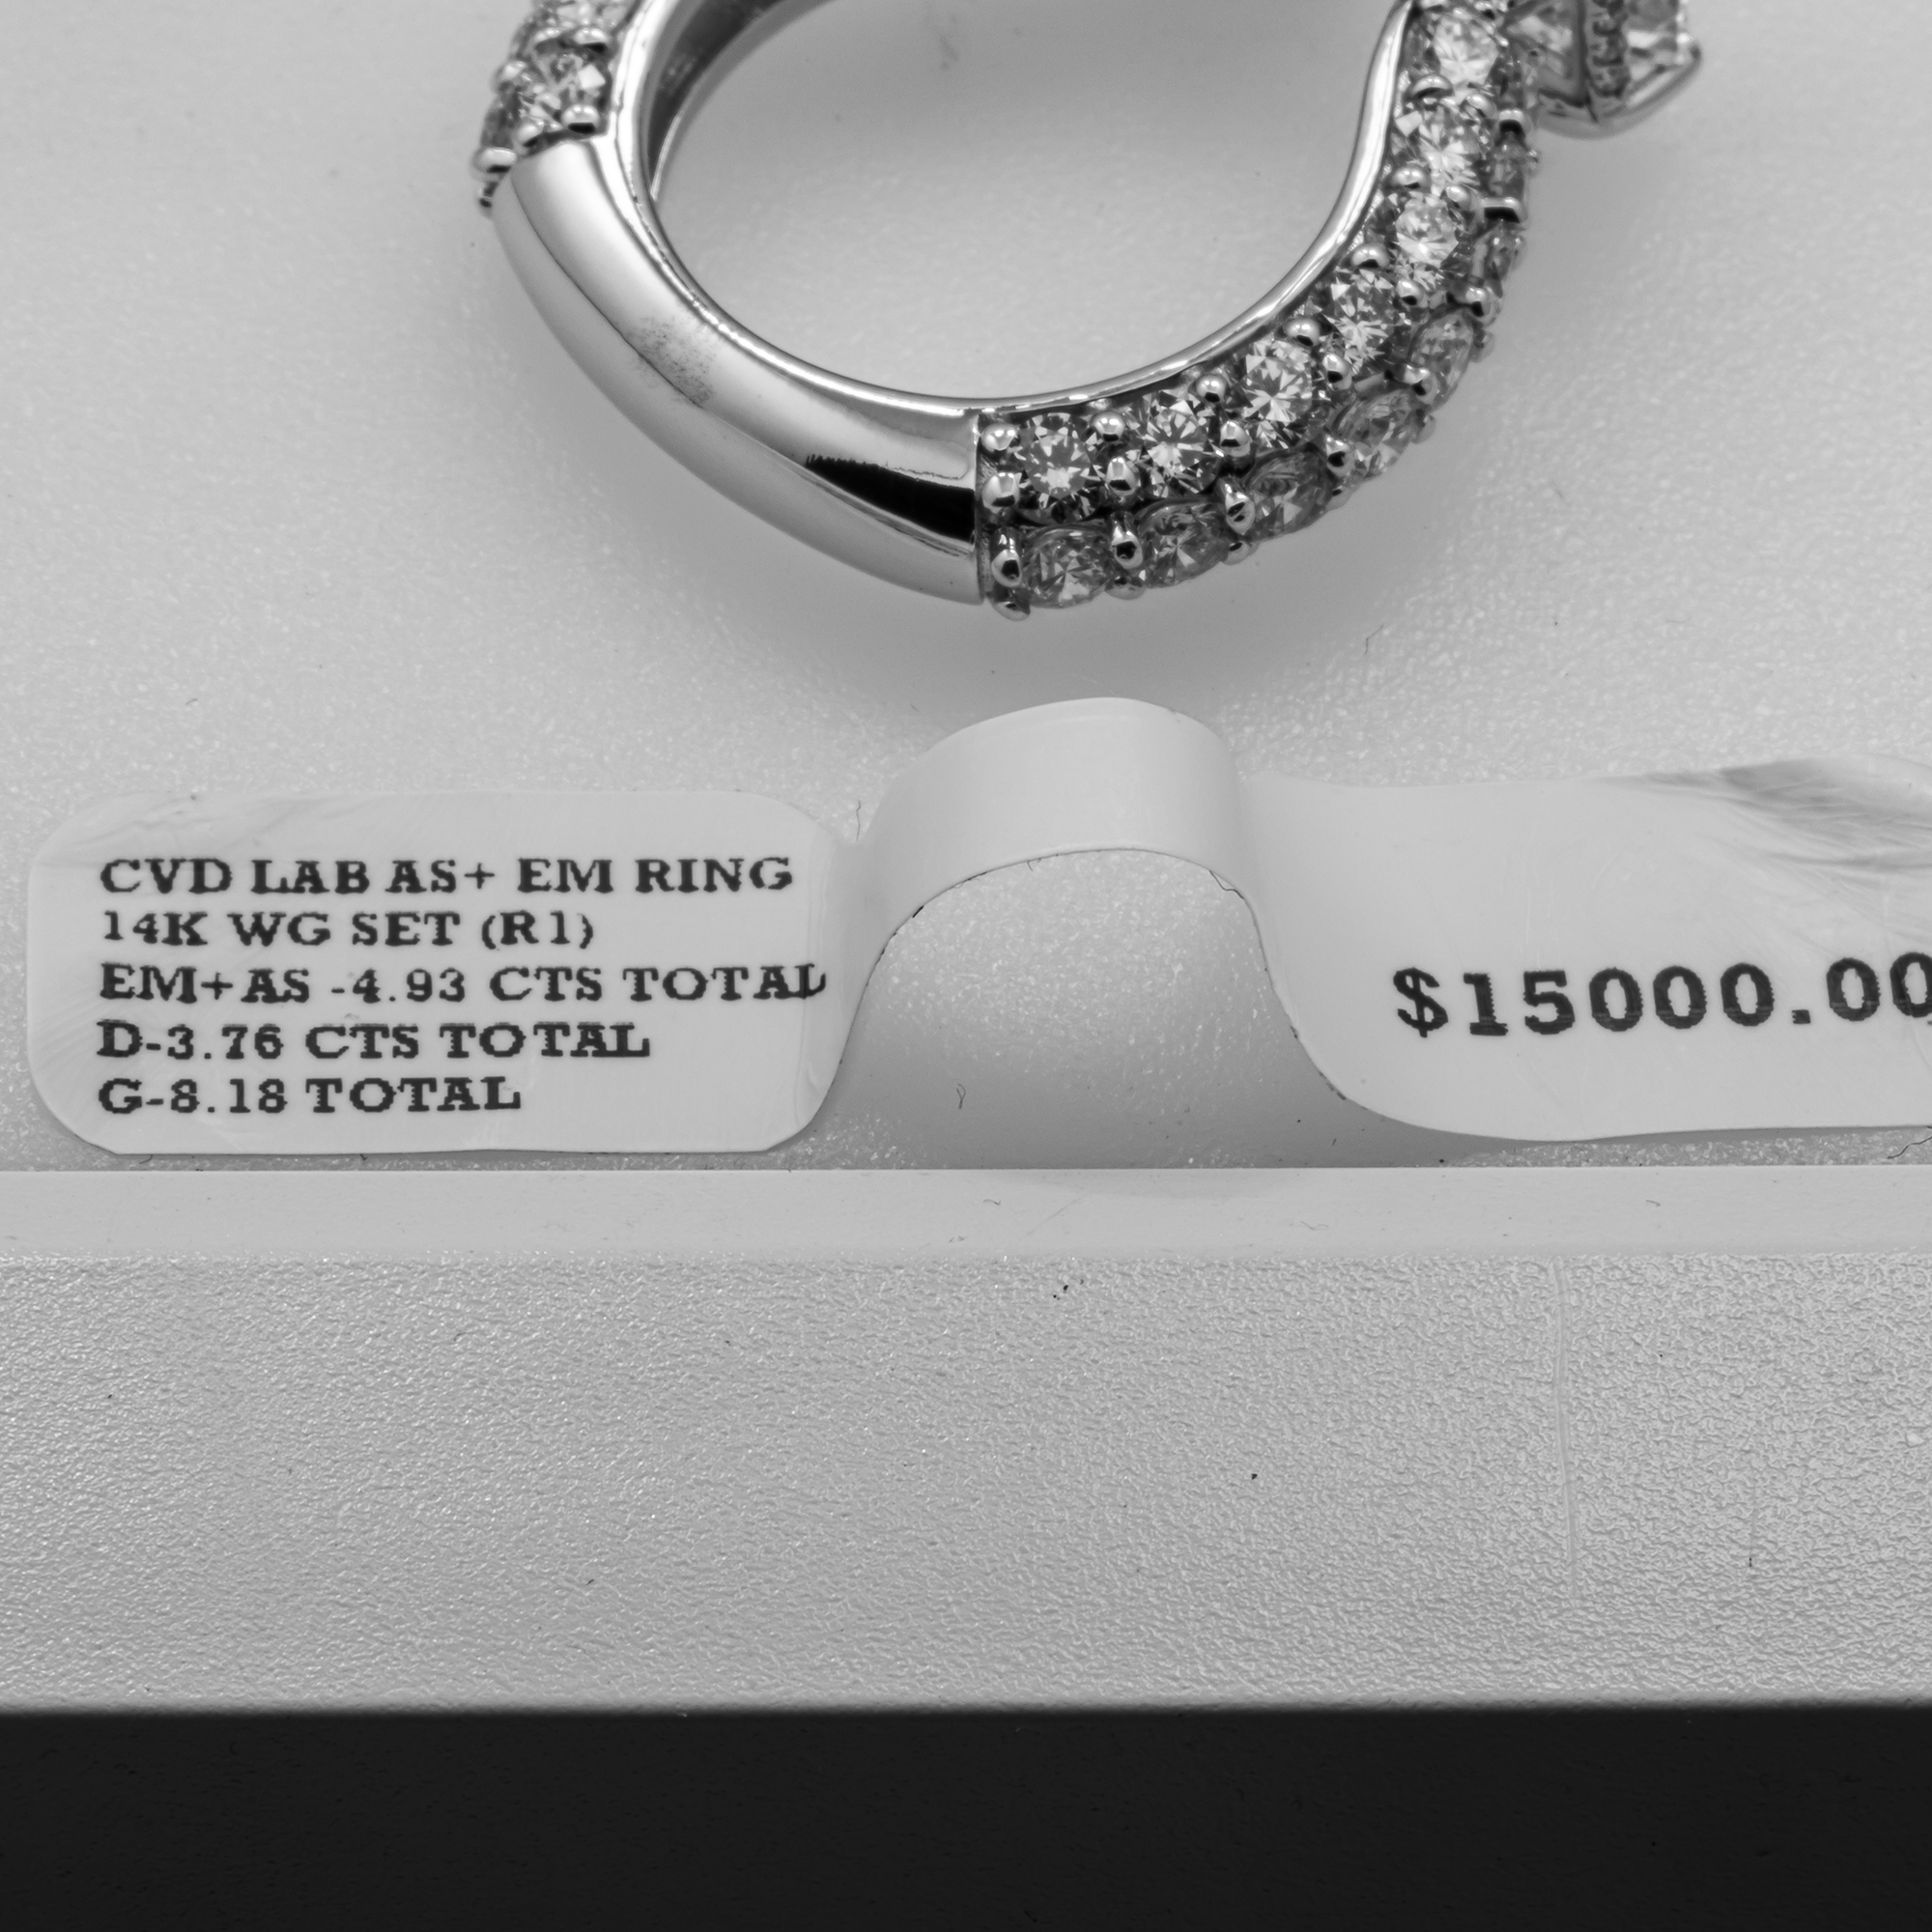 CVD LAB AS+ EM RING
14K WG SET (R1)
EM+AS -4.93 CTS TOTAL
D-3.76 CTS TOTAL
G-8.18 TOTAL
$15000.00